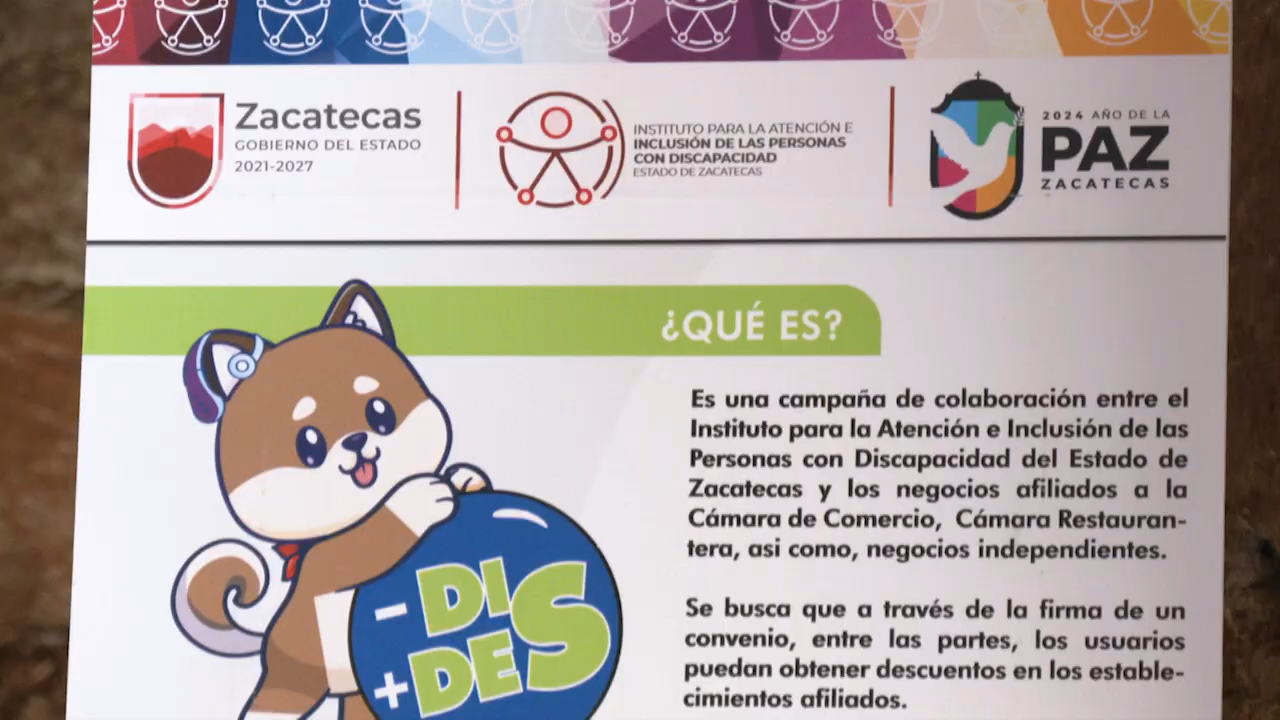 Zacatecas
GOBIERNO DEL ESTADO
2021-2027
INSTITUTO PARA LA ATENCIÓN E
INCLUSIÓN DE LAS PERSONAS
CON DISCAPACIDAD
ESTADO DE ZACATECAS
2024 AÑO DE LA
PAZ
ZACATECAS
¿QUÉ ES?
Es una campaña de colaboración entre el
Instituto para la Atención e Inclusión de las
Personas con Discapacidad del Estado de
Zacatecas y los negocios afiliados a la
Cámara de Comercio, Cámara Restauran-
tera, asi como, negocios independientes.
Se busca que a través de la firma de un
convenio, entre las partes, los usuarios
puedan obtener descuentos en los estable-
cimientos afiliados.
- DIS
+ DES